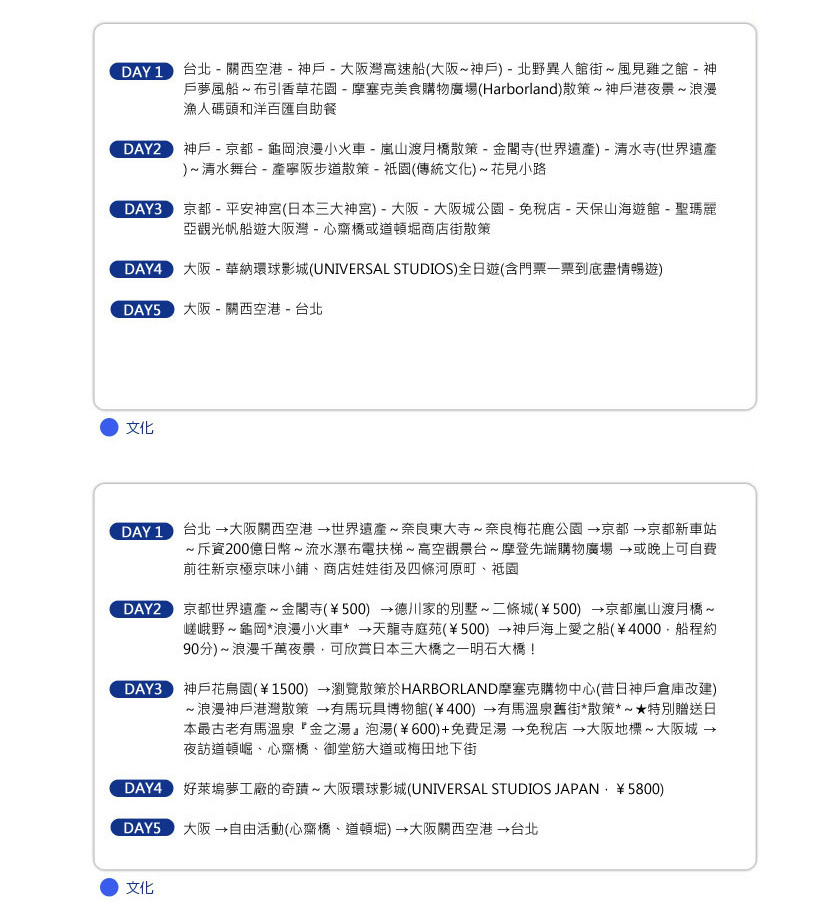 DAY 1 台北 - 關西空港 - 神戶 - 大阪灣高速船(大阪~神戶) - 北野異人館街～風見雞之館 - 神
戶夢風船～布引香草花園 - 摩塞克美食購物廣場(Harborland)散策～神戶港夜景～浪漫
漁人碼頭和洋百匯自助餐
DAY2 神戶 - 京都 - 龜岡浪漫小火車 - 嵐山渡月橋散策 - 金閣寺(世界遺產) - 清水寺(世界遺產
)～清水舞台 - 產寧阪步道散策 - 祇園(傳統文化)～花見小路
DAY3 京都 - 平安神宮(日本三大神宮) - 大阪 - 大阪城公園 - 免稅店 - 天保山海遊館 - 聖瑪麗
亞觀光帆船遊大阪灣 - 心齋橋或道頓堀商店街散策
DAY4 大阪 - 華納環球影城(UNIVERSAL STUDIOS)全日遊(含門票一票到底盡情暢遊)
DAY5 大阪 - 關西空港 - 台北
文化
DAY 1 台北 →大阪關西空港 →世界遺產～奈良東大寺～奈良梅花鹿公園 →京都 →京都新車站
～斥資200億日幣～流水瀑布電扶梯～高空觀景台～摩登先端購物廣場 →或晚上可自費
前往新京極京味小鋪、商店娃娃街及四條河原町、祗園
DAY2 京都世界遺產～金閣寺(￥500) →德川家的別墅～二條城(￥500) →京都嵐山渡月橋～
嵯峨野～龜岡*浪漫小火車* →天龍寺庭苑(￥500) →神戶海上愛之船(￥4000，船程約
90分)～浪漫千萬夜景，可欣賞日本三大橋之一明石大橋！
DAY3 神戶花鳥園(￥1500) →瀏覽散策於HARBORLAND摩塞克購物中心(昔日神戶倉庫改建)
～浪漫神戶港灣散策 →有馬玩具博物館(￥400) →有馬溫泉舊街*散策*～★特別贈送日
本最古老有馬溫泉『金之湯』泡湯(￥600)+免費足湯 →免稅店 →大阪地標～大阪城 →
夜訪道頓崛、心齋橋、御堂筋大道或梅田地下街
DAY4 好萊塢夢工廠的奇蹟～大阪環球影城(UNIVERSAL STUDIOS JAPAN，￥5800)
DAY5 大阪 →自由活動(心齋橋、道頓堀) →大阪關西空港 →台北
文化